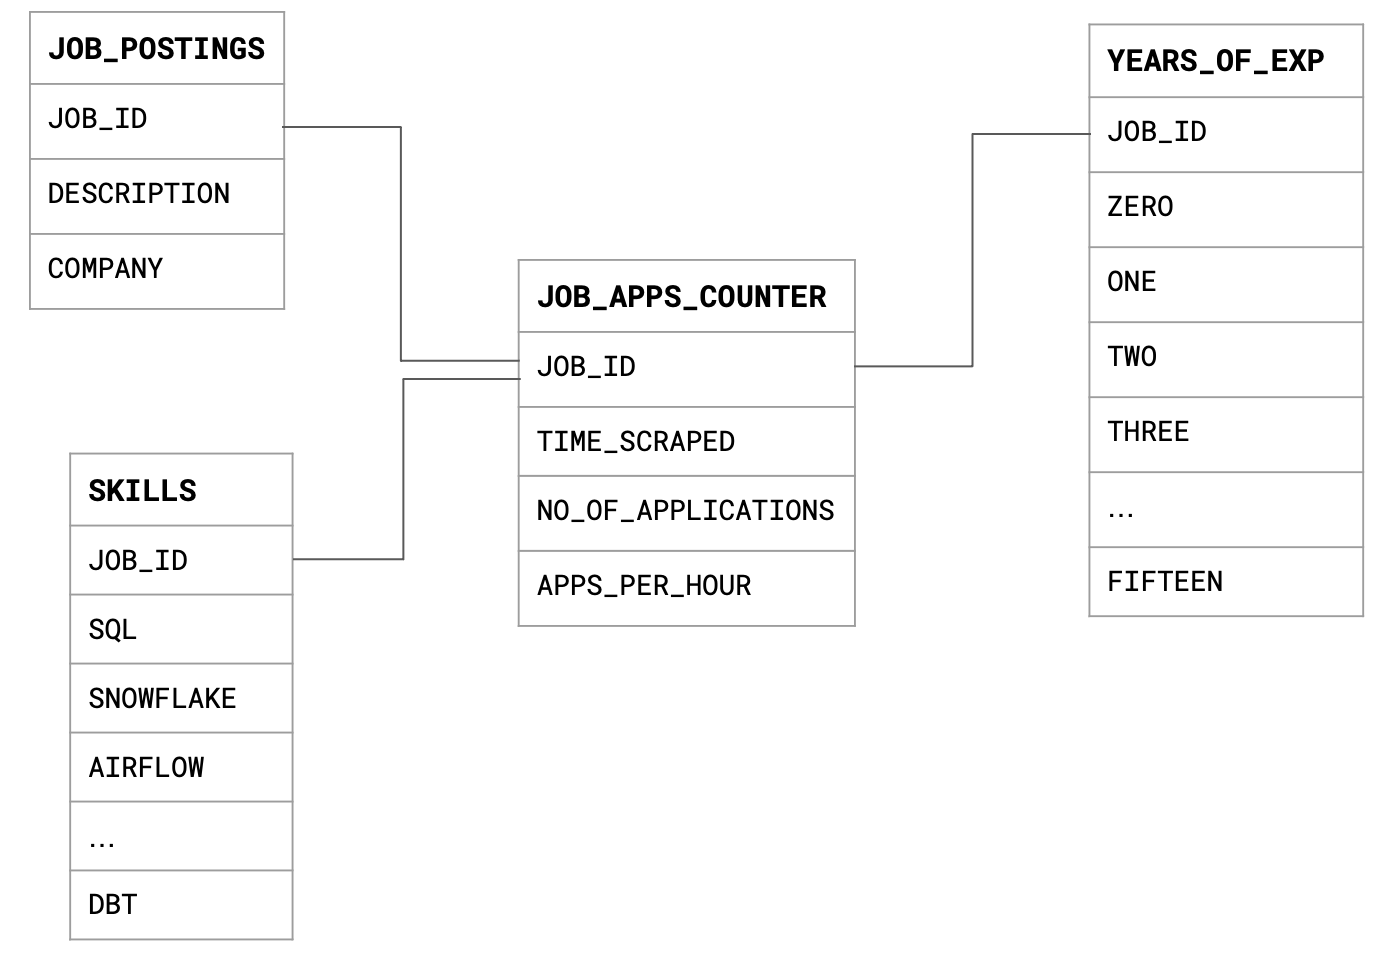 JOB_POSTINGS
JOB_ID
DESCRIPTION
COMPANY
SKILLS
JOB_ID
SQL
SNOWFLAKE
AIRFLOW
...
DBT
JOB_APPS_COUNTER
JOB_ID
TIME_SCRAPED
NO_OF_APPLICATIONS
APPS_PER_HOUR
YEARS_OF_EXP
JOB_ID
ZERO
ONE
TWO
THREE
...
FIFTEEN